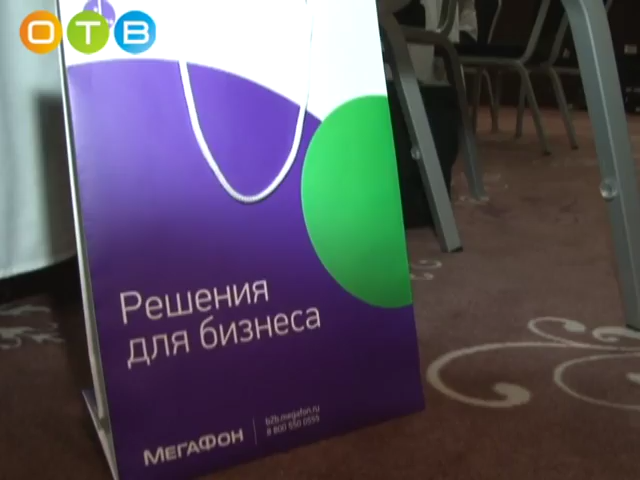 ОТВ
Решения
для бизнеса
МЕГАФОН
b2b.megafon.ru
8 800 550 0555